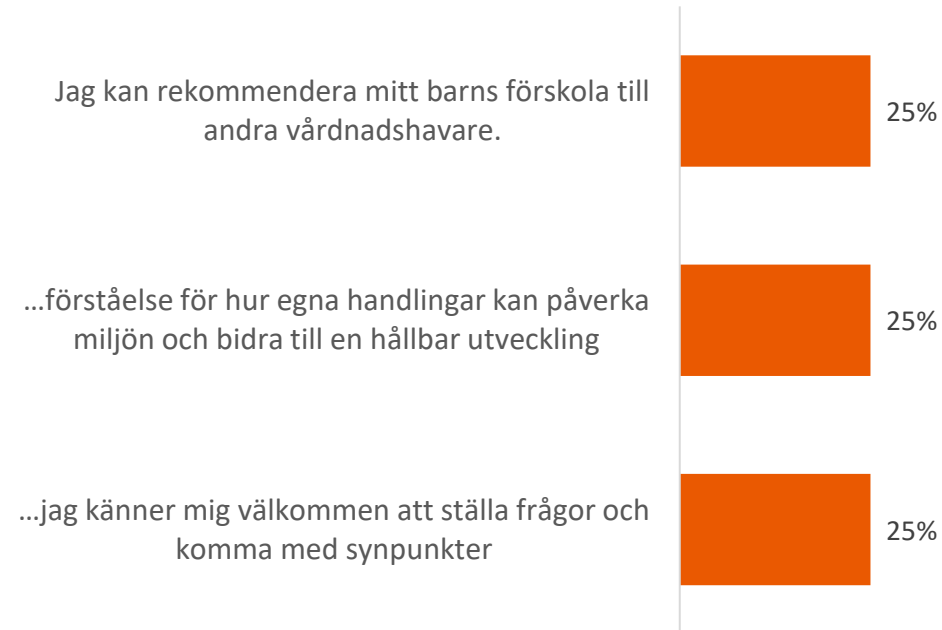 Jag kan rekommendera mitt barns förskola till
andra vårdnadshavare.
25%
...förståelse för hur egna handlingar kan påverka
miljön och bidra till en hållbar utveckling
25%
...jag känner mig välkommen att ställa frågor och
komma med synpunkter
25%